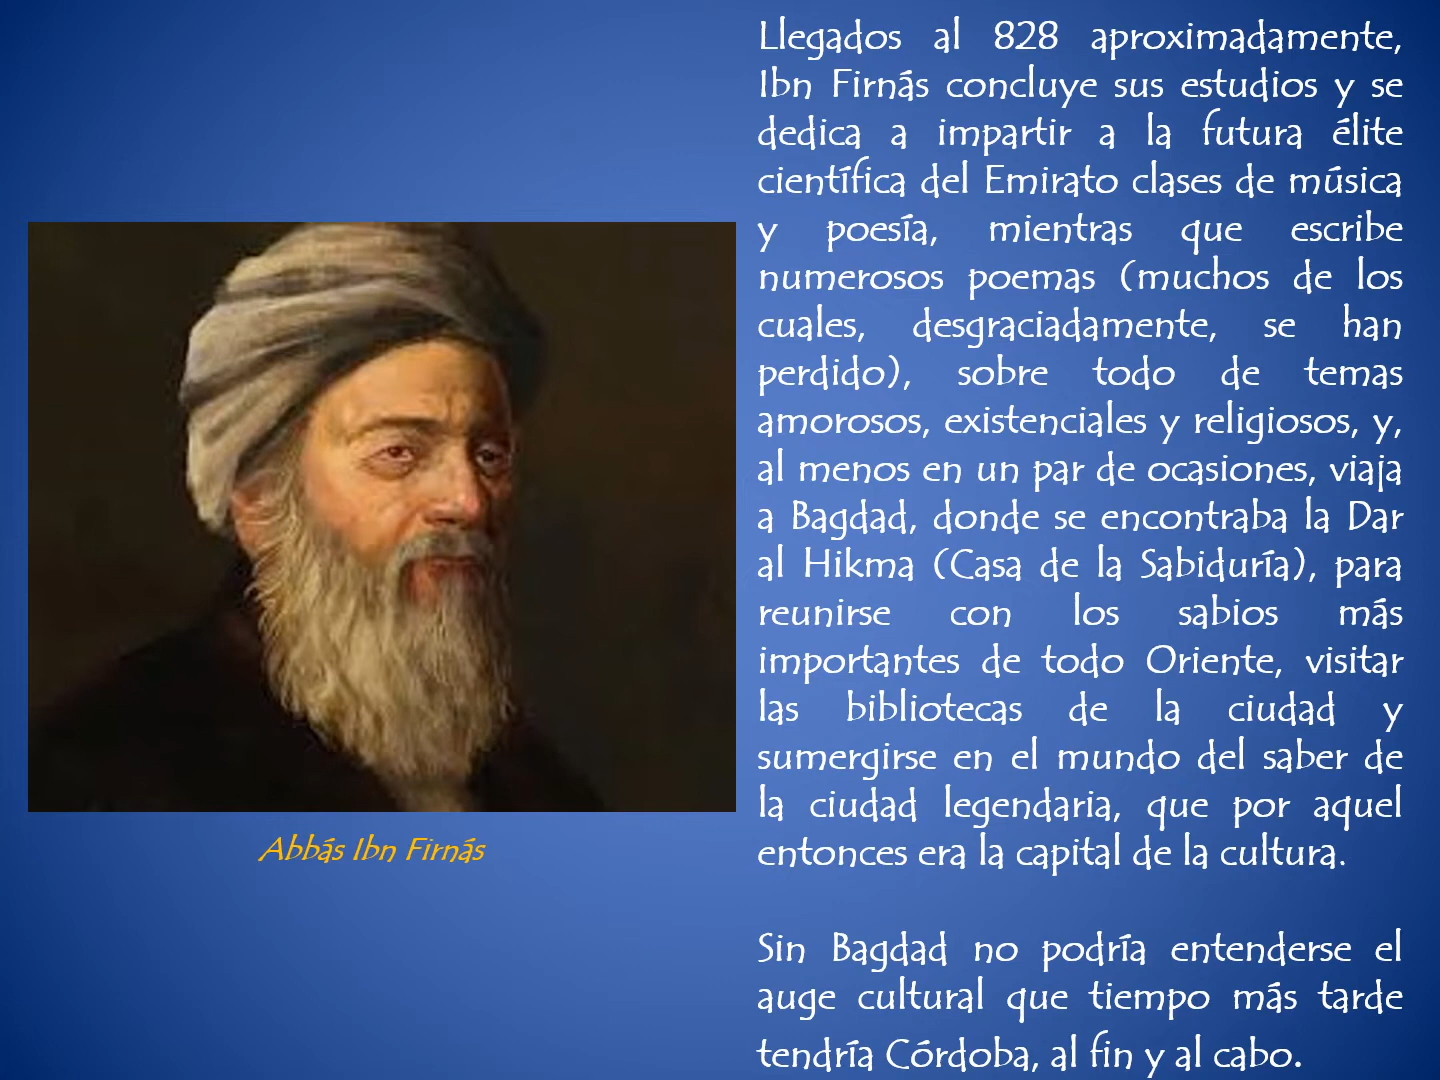 Llegados al 828 aproximadamente,
Ibn Firnás concluye sus estudios y se
dedica a impartir a la futura élite
científica del Emirato clases de música
y poesía, mientras que escribe
numerosos poemas (muchos de los
cuales, desgraciadamente, se han
perdido), sobre todo de temas
amorosos, existenciales y religiosos, y,
al menos en un par de ocasiones, viaja
a Bagdad, donde se encontraba la Dar
al Hikma (Casa de la Sabiduría), para
reunirse con los sabios más
importantes de todo Oriente, visitar
las bibliotecas de la ciudad y
sumergirse en el mundo del saber de
la ciudad legendaria, que por aquel
entonces era la capital de la cultura.
Sin Bagdad no podría entenderse el
auge cultural que tiempo más tarde
tendría Córdoba, al fin y al cabo.
Abbás Ibn Firnás